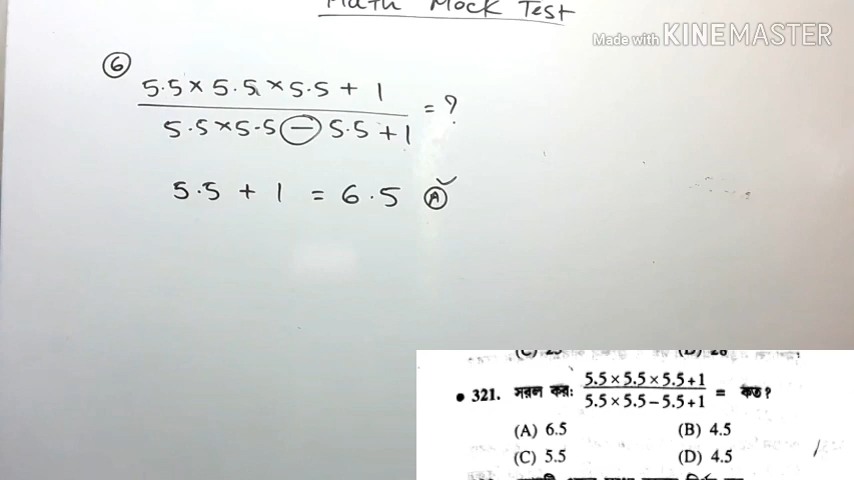 Math Mock Test
Made with KINEMASTER
6
5.5 × 5.5 × 5.5 + 1
5.5 × 5.5 − 5.5 + 1
= ?
5.5 + 1 = 6.5 A ✓
(C) 25 (D) 28
• 321. সরল কর: 5.5 × 5.5 × 5.5 + 1
5.5 × 5.5 − 5.5 + 1
= কত ?
(A) 6.5 (B) 4.5
(C) 5.5 (D) 4.5